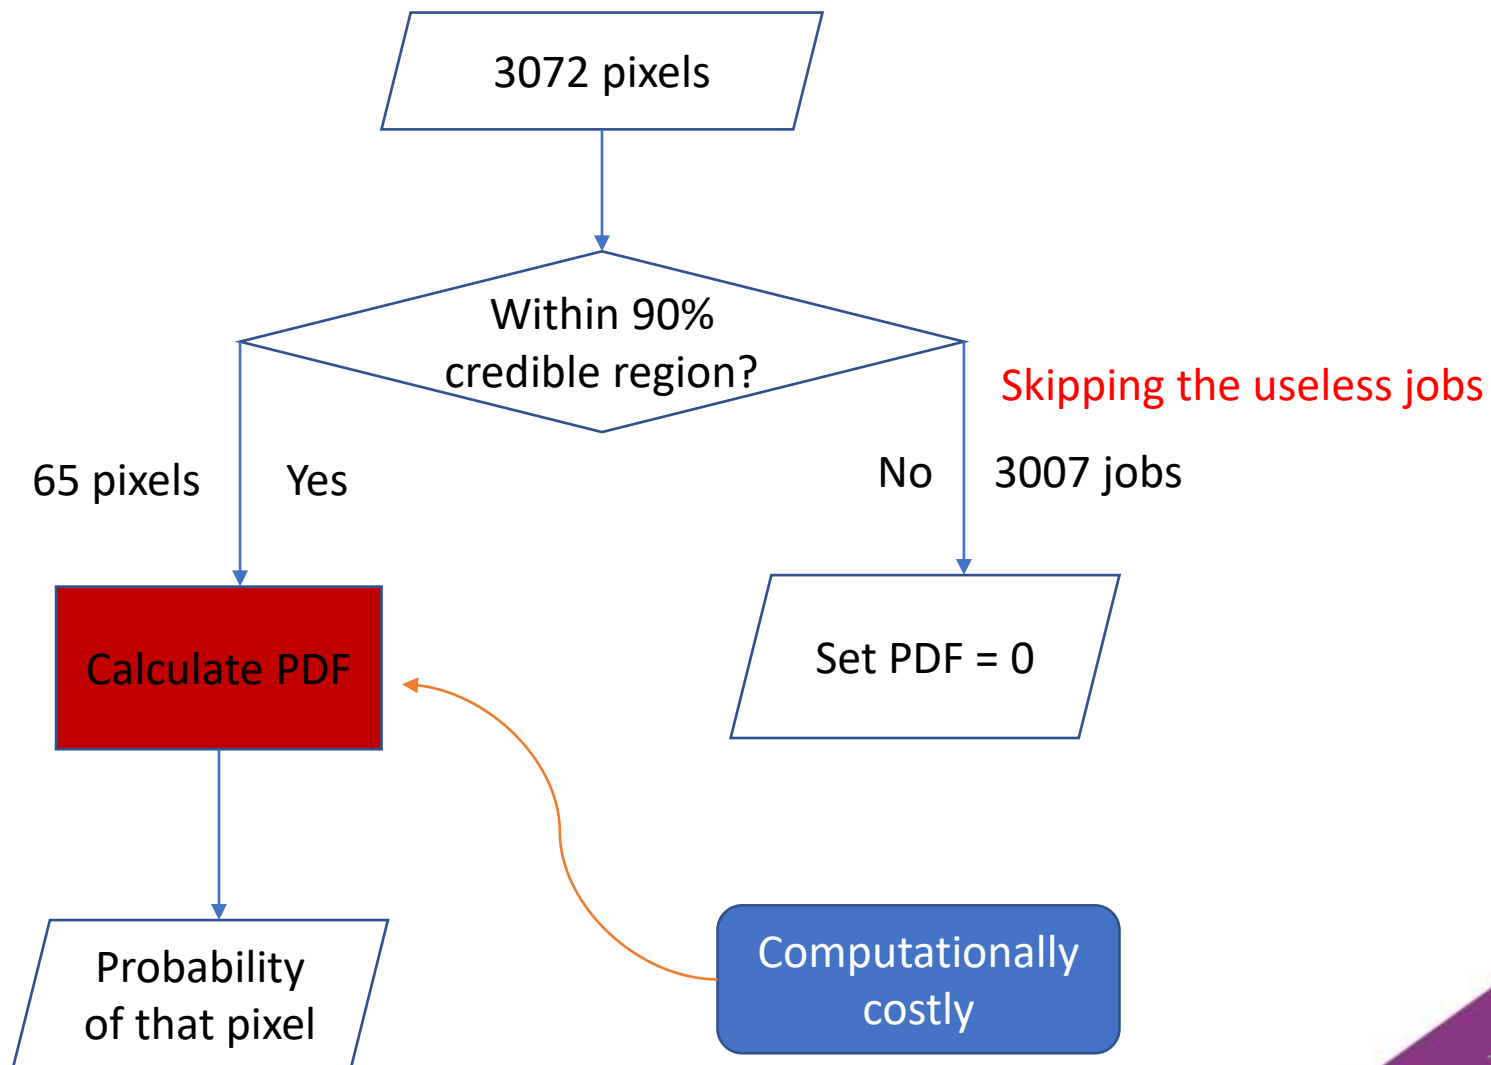 3072 pixels
Within 90%
credible region?
Skipping the useless jobs
65 pixels
Yes
No
3007 jobs
Calculate PDF
Set PDF = 0
Probability
of that pixel
Computationally
costly